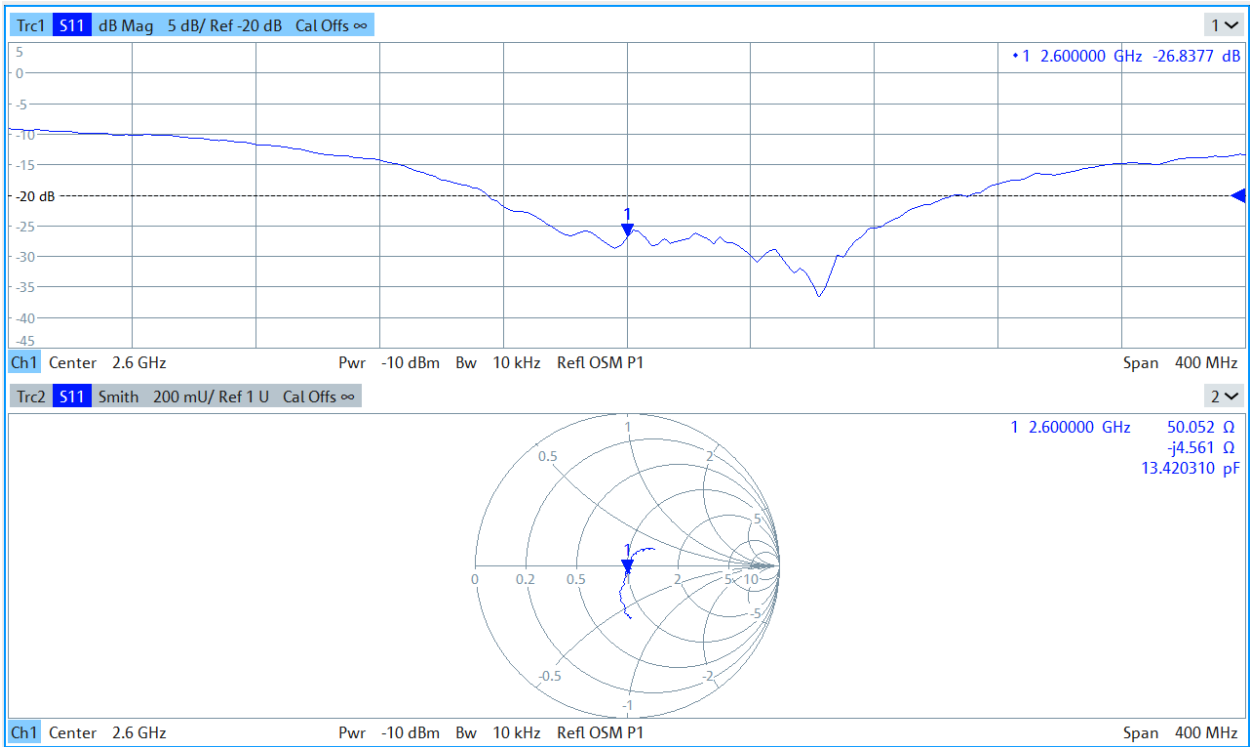 Trc1 S11 dB Mag 5 dB/ Ref -20 dB Cal Offs ∞ 1
5
•1 2.600000 GHz -26.8377 dB
0
-5
-10
-15
-20 dB
-25
1
-30
-35
-40
-45
Ch1 Center 2.6 GHz Pwr -10 dBm Bw 10 kHz Refl OSM P1 Span 400 MHz
Trc2 S11 Smith 200 mU/ Ref 1 U Cal Offs ∞ 2
1 2.600000 GHz 50.052 Ω
-j4.561 Ω
13.420310 pF
1
0.5 2
5
1
0 0.2 0.5 1 2 5 10
-5
-0.5 -2
-1
Ch1 Center 2.6 GHz Pwr -10 dBm Bw 10 kHz Refl OSM P1 Span 400 MHz